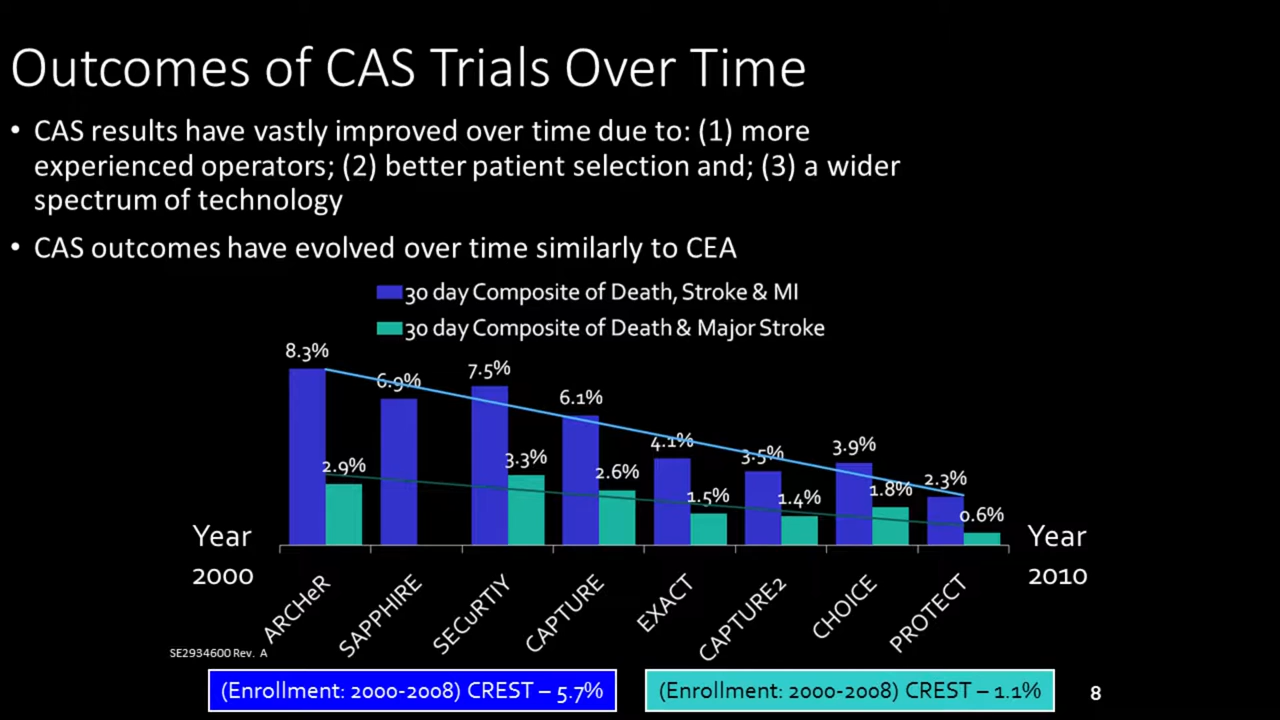 Outcomes of CAS Trials Over Time
• CAS results have vastly improved over time due to: (1) more
experienced operators; (2) better patient selection and; (3) a wider
spectrum of technology
• CAS outcomes have evolved over time similarly to CEA
30 day Composite of Death, Stroke & MI
30 day Composite of Death & Major Stroke
8.3%
2.9%
6.9%
7.5%
3.3%
6.1%
2.6%
4.1%
1.5%
3.5%
1.4%
3.9%
1.8%
2.3%
0.6%
Year
2000
Year
2010
ARCHeR
SAPPHIRE
SECuRTIY
CAPTURE
EXACT
CAPTURE2
CHOICE
PROTECT
SE2934600 Rev. A
(Enrollment: 2000-2008) CREST – 5.7%
(Enrollment: 2000-2008) CREST – 1.1%
8